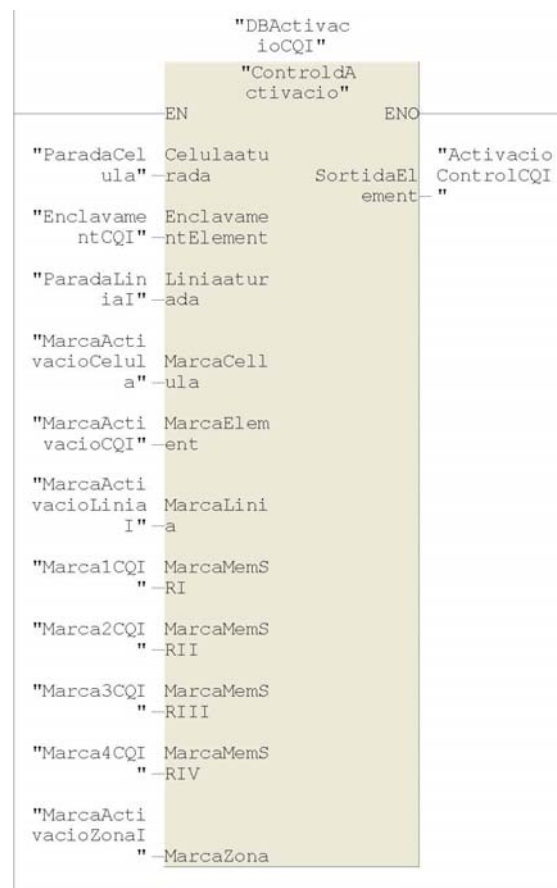 "DBActivac
ioCQI"
"ControldA
ctivacio"
EN ENO
"ParadaCel Celulaatu "Activacio
ula" rada SortidaEl ControlCQI
ement "
"Enclavame Enclavame
ntCQI" ntElement
"ParadaLin Liniaatur
iaI" ada
"MarcaActi
vacioCelul MarcaCell
a" ula
"MarcaActi MarcaElem
vacioCQI" ent
"MarcaActi
vacioLinia MarcaLini
I" a
"Marca1CQI MarcaMemS
" RI
"Marca2CQI MarcaMemS
" RII
"Marca3CQI MarcaMemS
" RIII
"Marca4CQI MarcaMemS
" RIV
"MarcaActi
vacioZonaI
" MarcaZona